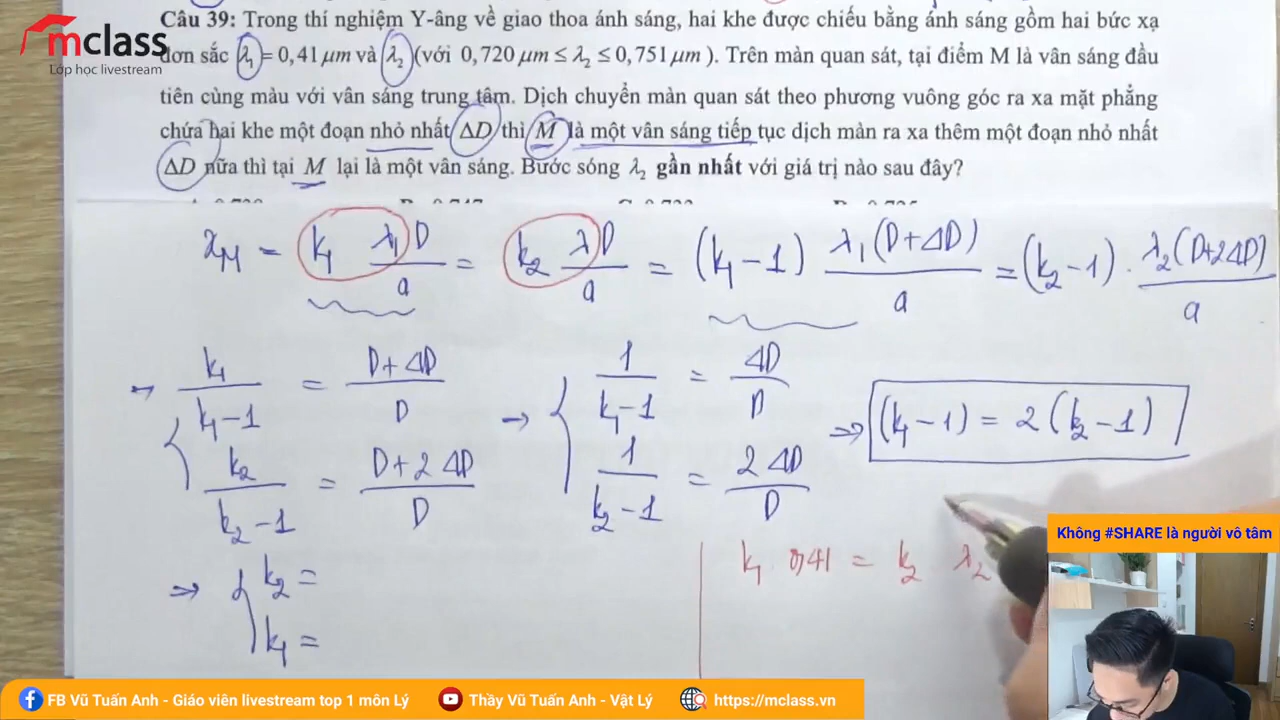 mclass
Lớp học livestream
Câu 39: Trong thí nghiệm Y-âng về giao thoa ánh sáng, hai khe được chiếu bằng ánh sáng gồm hai bức xạ
đơn sắc λ₁ = 0,41 μm và λ₂ (với 0,720 μm ≤ λ₂ ≤ 0,751 μm ). Trên màn quan sát, tại điểm M là vân sáng đầu
tiên cùng màu với vân sáng trung tâm. Dịch chuyển màn quan sát theo phương vuông góc ra xa mặt phẳng
chứa hai khe một đoạn nhỏ nhất ΔD thì M là một vân sáng tiếp tục dịch màn ra xa thêm một đoạn nhỏ nhất
ΔD nữa thì tại M lại là một vân sáng. Bước sóng λ₂ gần nhất với giá trị nào sau đây?
x_M = k₁ λ₁D/a = k₂ λD/a = (k₁ − 1) λ₁(D+ΔD)/a = (k₂ − 1) . λ₂(D+2ΔD)/a
→ { k₁/(k₁ − 1) = (D + ΔD)/D → { 1/(k₁ − 1) = ΔD/D ⇒ (k₁ − 1) = 2 (k₂ − 1)
k₂/(k₂ − 1) = (D + 2 ΔD)/D 1/(k₂ − 1) = 2 ΔD/D
k₁ 0,41 = k₂ λ₂
⇒ { k₂ =
k₁ =
Không #SHARE là người vô tâm
FB Vũ Tuấn Anh - Giáo viên livestream top 1 môn Lý
Thầy Vũ Tuấn Anh - Vật Lý
https://mclass.vn